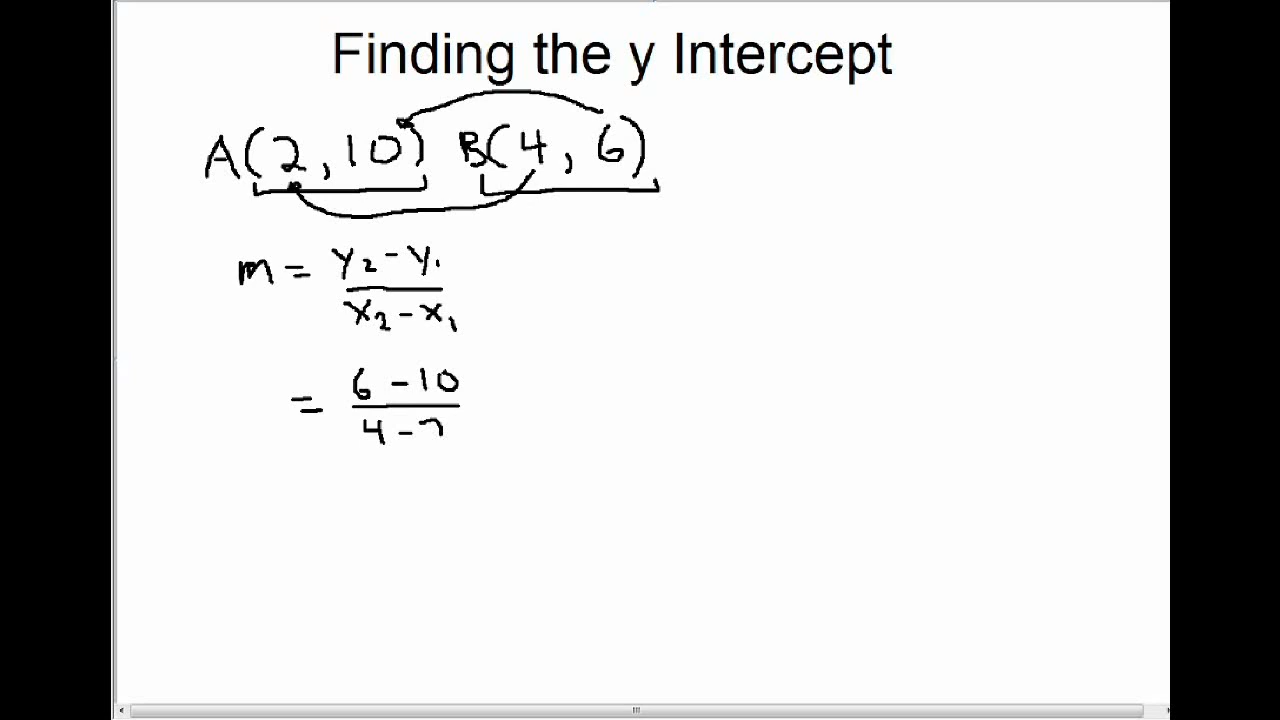 Finding the y Intercept
A(2,10) B(4,6)
m = y₂ - y₁
x₂ - x₁
= 6 - 10
4 -